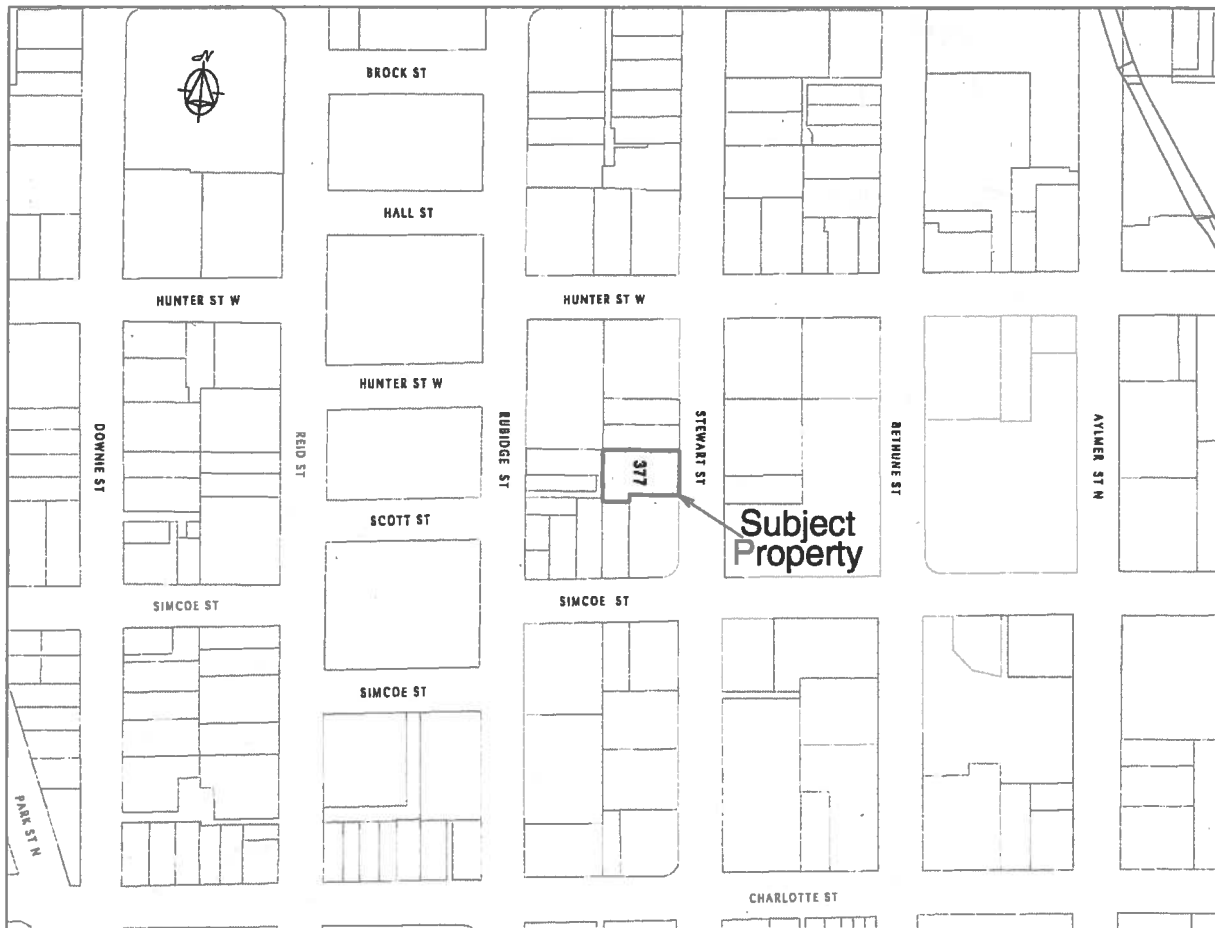 N
BROCK ST
HALL ST
HUNTER ST W
HUNTER ST W
HUNTER ST W
DOWNIE ST
REID ST
RUBIDGE ST
STEWART ST
BETHUNE ST
AYLMER ST N
377
SCOTT ST
Subject
Property
SIMCOE ST
SIMCOE ST
SIMCOE ST
PARK ST N
CHARLOTTE ST